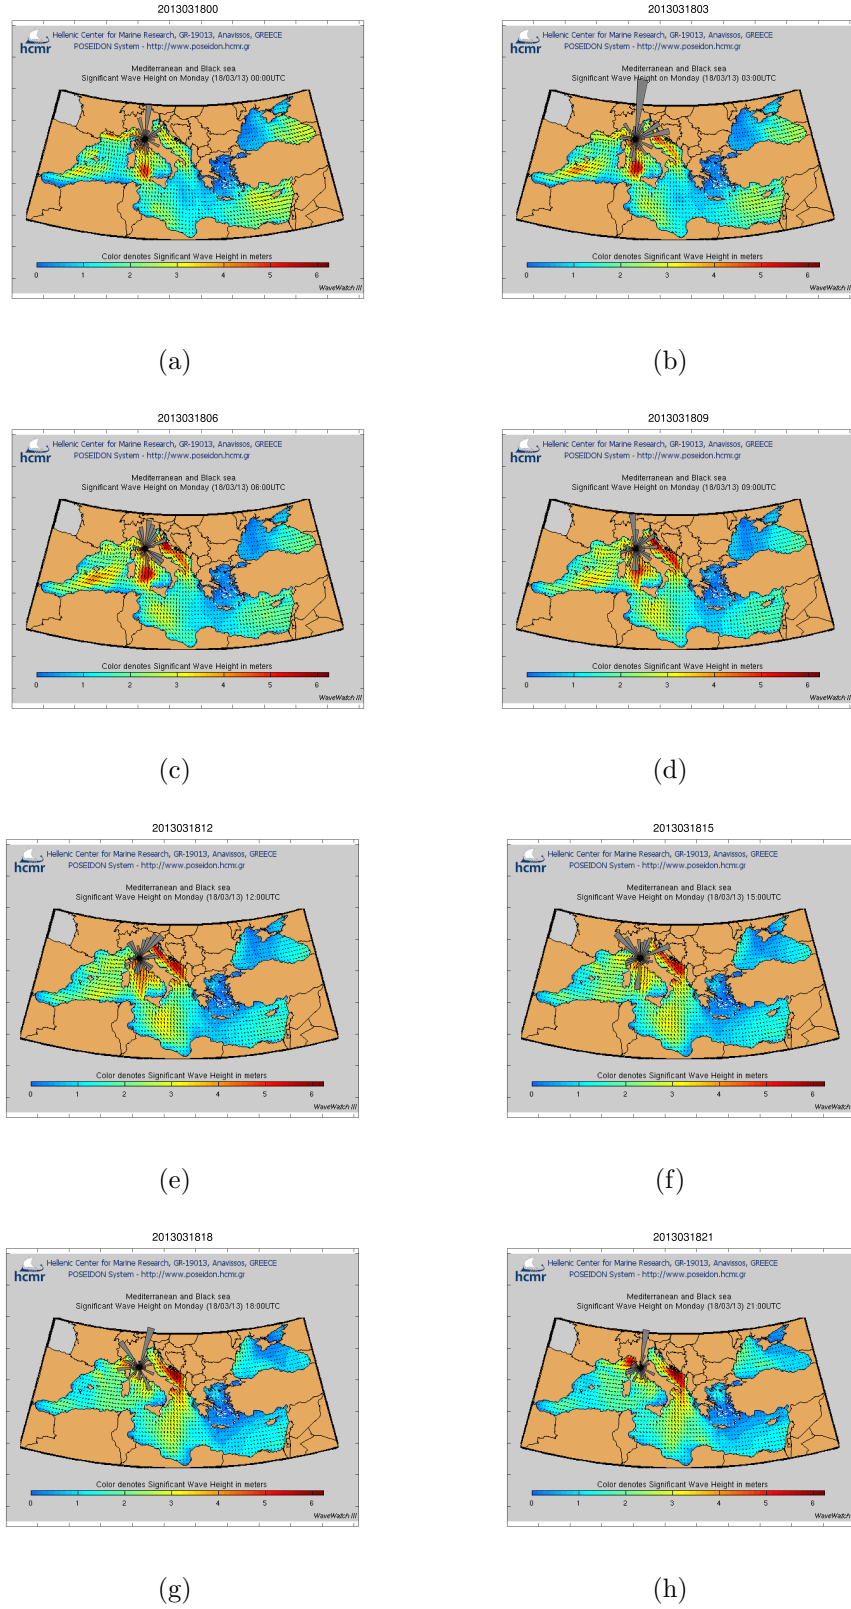 2013031800
hcmr
Hellenic Center for Marine Research, GR-19013, Anavissos, GREECE
POSEIDON System - http://www.poseidon.hcmr.gr
Mediterranean and Black sea
Significant Wave Height on Monday (18/03/13) 00:00UTC
Color denotes Significant Wave Height in meters
0 1 2 3 4 5 6
WaveWatch III
(a)
2013031803
hcmr
Hellenic Center for Marine Research, GR-19013, Anavissos, GREECE
POSEIDON System - http://www.poseidon.hcmr.gr
Mediterranean and Black sea
Significant Wave Height on Monday (18/03/13) 03:00UTC
Color denotes Significant Wave Height in meters
0 1 2 3 4 5 6
WaveWatch III
(b)
2013031806
hcmr
Hellenic Center for Marine Research, GR-19013, Anavissos, GREECE
POSEIDON System - http://www.poseidon.hcmr.gr
Mediterranean and Black sea
Significant Wave Height on Monday (18/03/13) 06:00UTC
Color denotes Significant Wave Height in meters
0 1 2 3 4 5 6
WaveWatch III
(c)
2013031809
hcmr
Hellenic Center for Marine Research, GR-19013, Anavissos, GREECE
POSEIDON System - http://www.poseidon.hcmr.gr
Mediterranean and Black sea
Significant Wave Height on Monday (18/03/13) 09:00UTC
Color denotes Significant Wave Height in meters
0 1 2 3 4 5 6
WaveWatch III
(d)
2013031812
hcmr
Hellenic Center for Marine Research, GR-19013, Anavissos, GREECE
POSEIDON System - http://www.poseidon.hcmr.gr
Mediterranean and Black sea
Significant Wave Height on Monday (18/03/13) 12:00UTC
Color denotes Significant Wave Height in meters
0 1 2 3 4 5 6
WaveWatch III
(e)
2013031815
hcmr
Hellenic Center for Marine Research, GR-19013, Anavissos, GREECE
POSEIDON System - http://www.poseidon.hcmr.gr
Mediterranean and Black sea
Significant Wave Height on Monday (18/03/13) 15:00UTC
Color denotes Significant Wave Height in meters
0 1 2 3 4 5 6
WaveWatch
(f)
2013031818
hcmr
Hellenic Center for Marine Research, GR-19013, Anavissos, GREECE
POSEIDON System - http://www.poseidon.hcmr.gr
Mediterranean and Black sea
Significant Wave Height on Monday (18/03/13) 18:00UTC
Color denotes Significant Wave Height in meters
0 1 2 3 4 5 6
WaveWatch III
(g)
2013031821
hcmr
Hellenic Center for Marine Research, GR-19013, Anavissos, GREECE
POSEIDON System - http://www.poseidon.hcmr.gr
Mediterranean and Black sea
Significant Wave Height on Monday (18/03/13) 21:00UTC
Color denotes Significant Wave Height in meters
0 1 2 3 4 5 6
WaveWatch
(h)